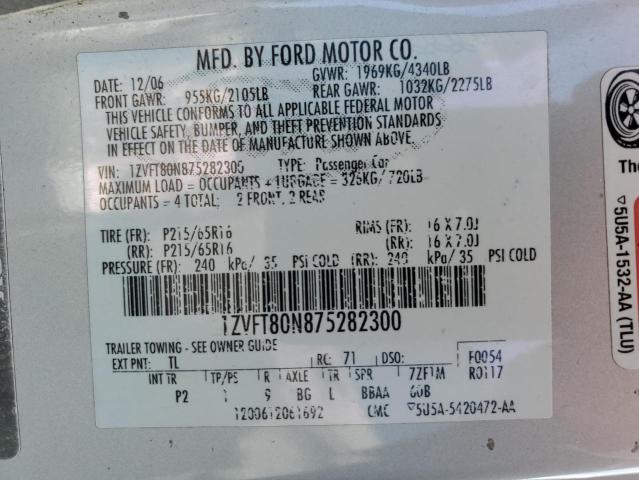 MFD. BY FORD MOTOR CO.
DATE: 12/06 GVWR: 1969KG/4340LB
FRONT GAWR: 955KG/2105LB REAR GAWR: 1032KG/2275LB
THIS VEHICLE CONFORMS TO ALL APPLICABLE FEDERAL MOTOR
VEHICLE SAFETY, BUMPER, AND THEFT PREVENTION STANDARDS
IN EFFECT ON THE DATE OF MANUFACTURE SHOWN ABOVE.
VIN: 1ZVFT80N875282300 TYPE: Passenger Car
MAXIMUM LOAD = OCCUPANTS + LUGGAGE = 326KG/720LB
OCCUPANTS = 4 TOTAL: 2 FRONT, 2 REAR
TIRE (FR): P215/65R16 RIMS (FR): 16 X 7.0J
(RR): P215/65R16 (RR): 16 X 7.0J
PRESSURE (FR): 240 kPa/ 35 PSI COLD (RR): 240 kPa/ 35 PSI COLD
1ZVFT80N875282300
TRAILER TOWING - SEE OWNER GUIDE
EXT PNT: TL RC: 71 DSO: F0054
INT TR TP/PS R AXLE TR SPR 7ZF1M R0117
P2 1 9 BG L BBAA GUB
1200612061692 CMC ▽5U5A-5420472-AA
The
▽5U5A-1532-AA (TLU)